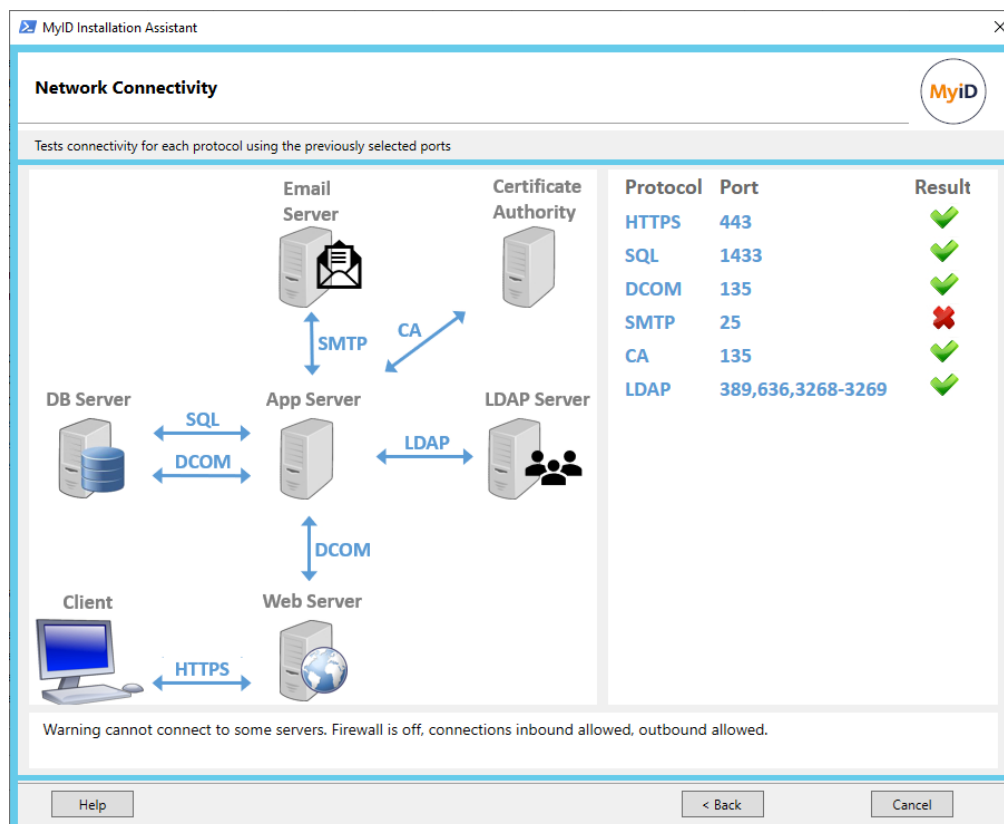 MyID Installation Assistant
Network Connectivity
MyiD
Tests connectivity for each protocol using the previously selected ports
Email
Server
Certificate
Authority
SMTP
CA
DB Server
App Server
LDAP Server
SQL
DCOM
LDAP
DCOM
Client
Web Server
HTTPS
Protocol Port Result
HTTPS 443
SQL 1433
DCOM 135
SMTP 25
CA 135
LDAP 389,636,3268-3269
Warning cannot connect to some servers. Firewall is off, connections inbound allowed, outbound allowed.
Help
< Back
Cancel